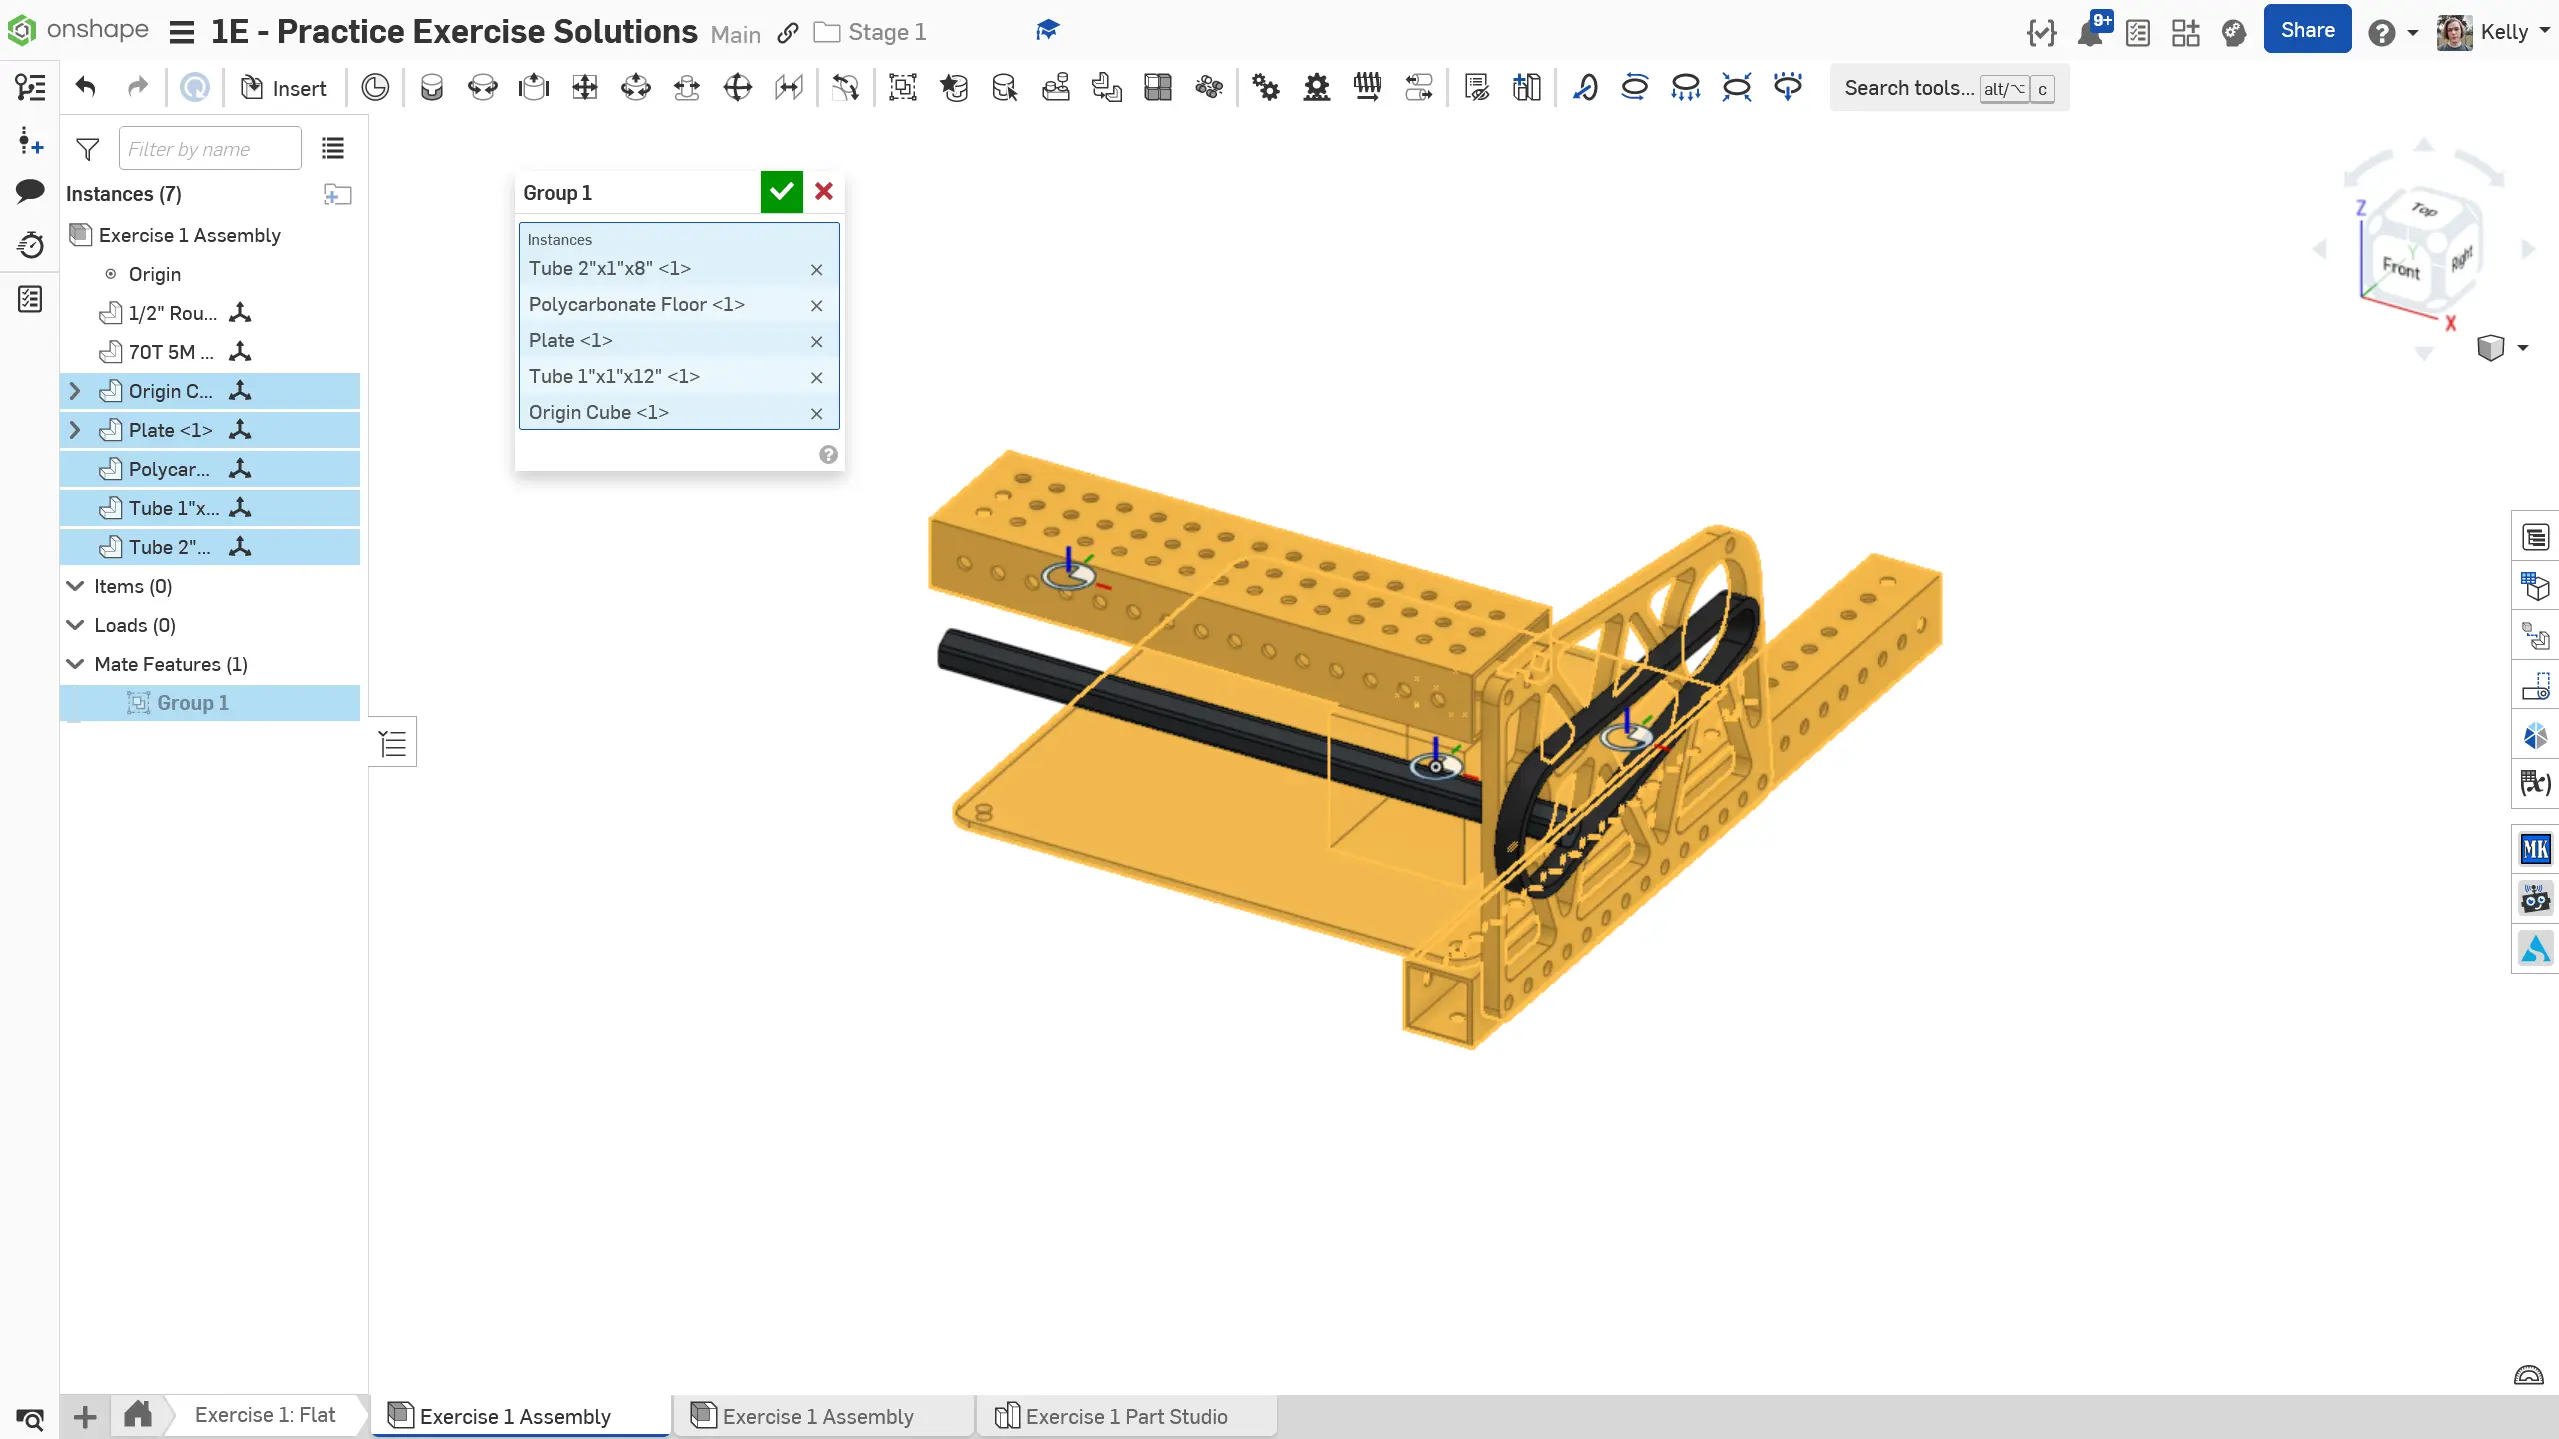 onshape 1E - Practice Exercise Solutions Main Stage 1 9+ Share Kelly
Insert Search tools... alt/⌥ c
Filter by name
Instances (7)
Exercise 1 Assembly
Origin
1/2" Rou...
70T 5M ...
Origin C...
Plate <1>
Polycar...
Tube 1"x...
Tube 2"...
Items (0)
Loads (0)
Mate Features (1)
Group 1
Group 1
Instances
Tube 2"x1"x8" <1>
Polycarbonate Floor <1>
Plate <1>
Tube 1"x1"x12" <1>
Origin Cube <1>
Z
Top
Y
Front
Right
X
(x)
MK
Exercise 1: Flat
Exercise 1 Assembly
Exercise 1 Assembly
Exercise 1 Part Studio